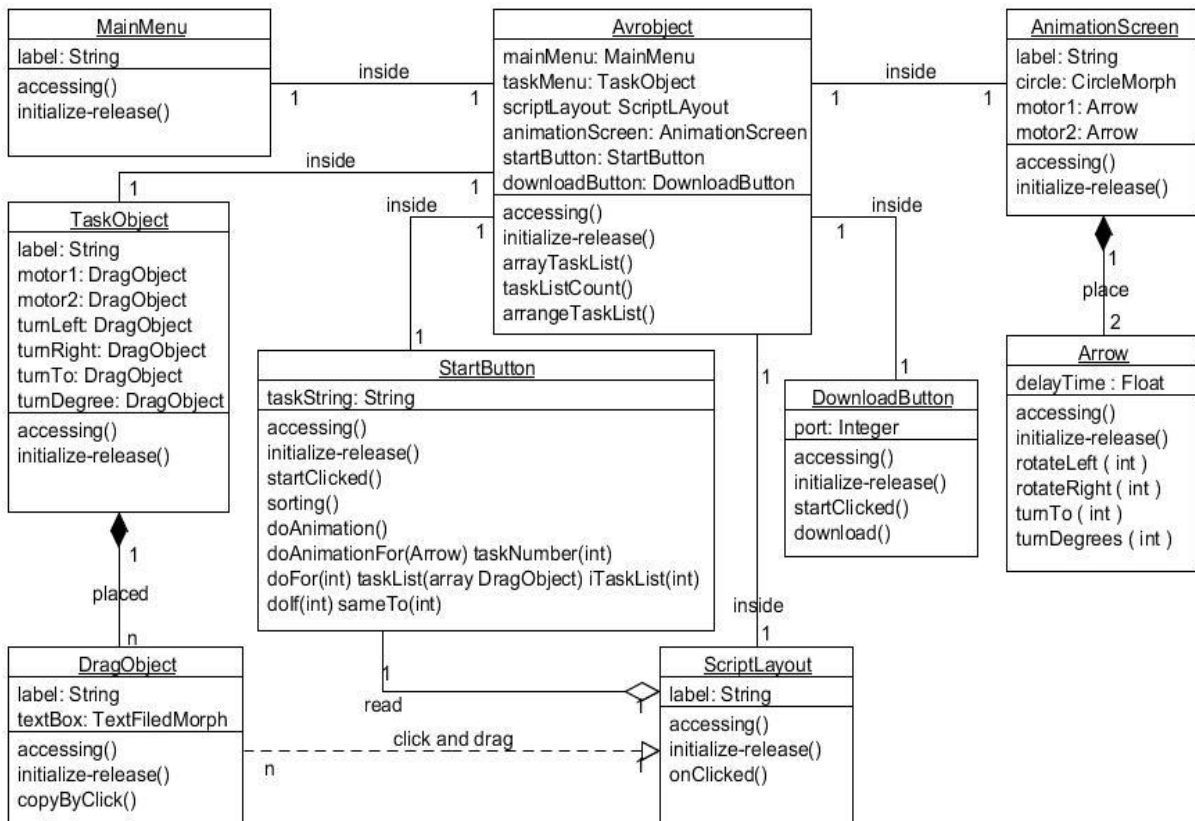 MainMenu
label: String
accessing()
initialize-release()
inside
1
1
Avrobject
mainMenu: MainMenu
taskMenu: TaskObject
scriptLayout: ScriptLAyout
animationScreen: AnimationScreen
startButton: StartButton
downloadButton: DownloadButton
accessing()
initialize-release()
arrayTaskList()
taskListCount()
arrangeTaskList()
inside
1
1
AnimationScreen
label: String
circle: CircleMorph
motor1: Arrow
motor2: Arrow
accessing()
initialize-release()
inside
1
1
TaskObject
label: String
motor1: DragObject
motor2: DragObject
turnLeft: DragObject
turnRight: DragObject
turnTo: DragObject
turnDegree: DragObject
accessing()
initialize-release()
inside
1
1
inside
1
1
1
place
2
Arrow
delayTime : Float
accessing()
initialize-release()
rotateLeft ( int )
rotateRight ( int )
turnTo ( int )
turnDegrees ( int )
StartButton
taskString: String
accessing()
initialize-release()
startClicked()
sorting()
doAnimation()
doAnimationFor(Arrow) taskNumber(int)
doFor(int) taskList(array DragObject) iTaskList(int)
doIf(int) sameTo(int)
1
inside
1
DownloadButton
port: Integer
accessing()
initialize-release()
startClicked()
download()
1
placed
n
DragObject
label: String
textBox: TextFiledMorph
accessing()
initialize-release()
copyByClick()
1
read
1
click and drag
n
1
ScriptLayout
label: String
accessing()
initialize-release()
onClicked()